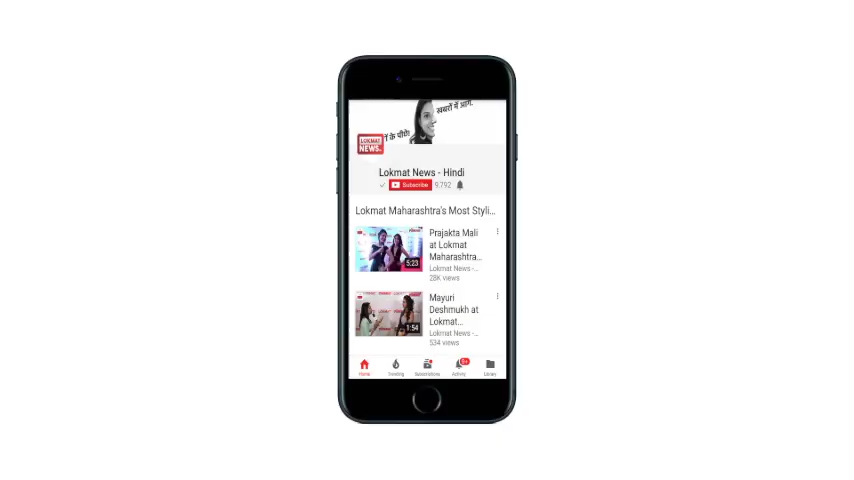 खबरों में आगे,
के पीछे!
LOKMAT
NEWS
Lokmat News - Hindi
Subscribe 9,792
Lokmat Maharashtra's Most Styli...
Prajakta Mali
at Lokmat
Maharashtra...
Lokmat News -...
28K views
5:23
Mayuri
Deshmukh at
Lokmat...
Lokmat News -...
534 views
1:54
Home Trending Subscriptions Activity Library
9+